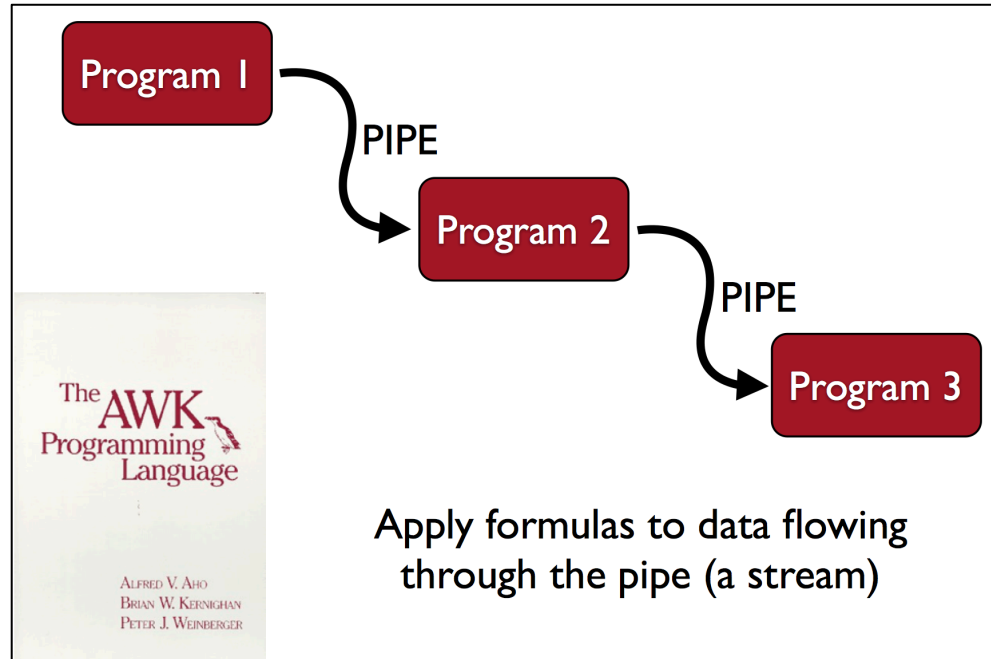 Program 1
PIPE
Program 2
PIPE
Program 3
The
AWK
Programming
Language
ALFRED V. AHO
BRIAN W. KERNIGHAN
PETER J. WEINBERGER
Apply formulas to data flowing
through the pipe (a stream)